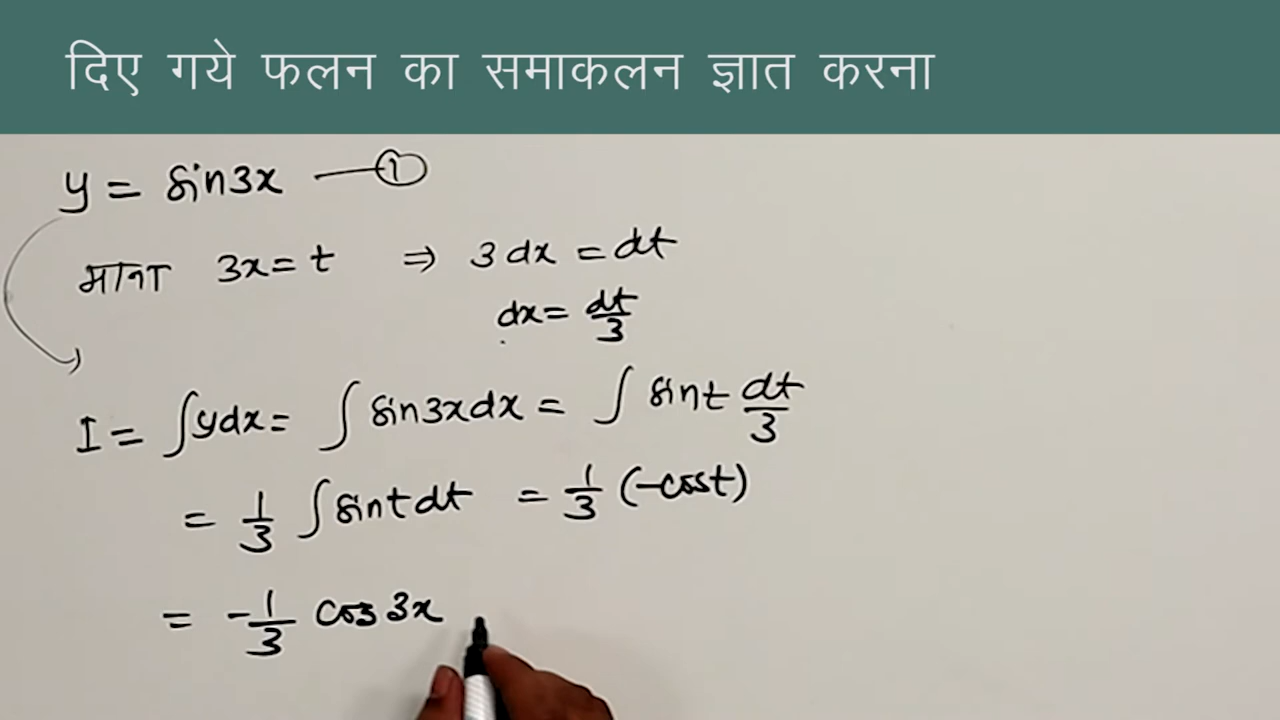 दिए गये फलन का समाकलन ज्ञात करना
y = sin3x —①
माना 3x = t ⇒ 3dx = dt
dx = dt/3
I = ∫ydx = ∫ sin3xdx = ∫ sint dt/3
= 1/3 ∫sintdt = 1/3 (-cost)
= -1/3 cos3x